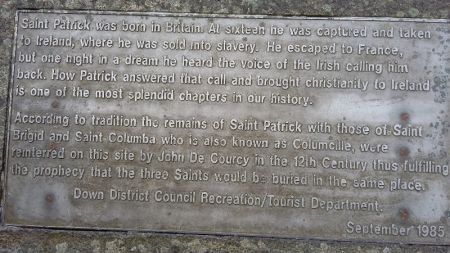 Saint Patrick was born in Britain. At sixteen he was captured and taken
to Ireland, where he was sold into slavery. He escaped to France,
but one night in a dream he heard the voice of the Irish calling him
back. How Patrick answered that call and brought christianity to Ireland
is one of the most splendid chapters in our history.
According to tradition the remains of Saint Patrick with those of Saint
Brigid and Saint Columba who is also known as Columcille, were
reinterred on this site by John De Courcy in the 12th Century thus fulfilling
the prophecy that the three Saints would be buried in the same place.
Down District Council Recreation/Tourist Department.
September 1985